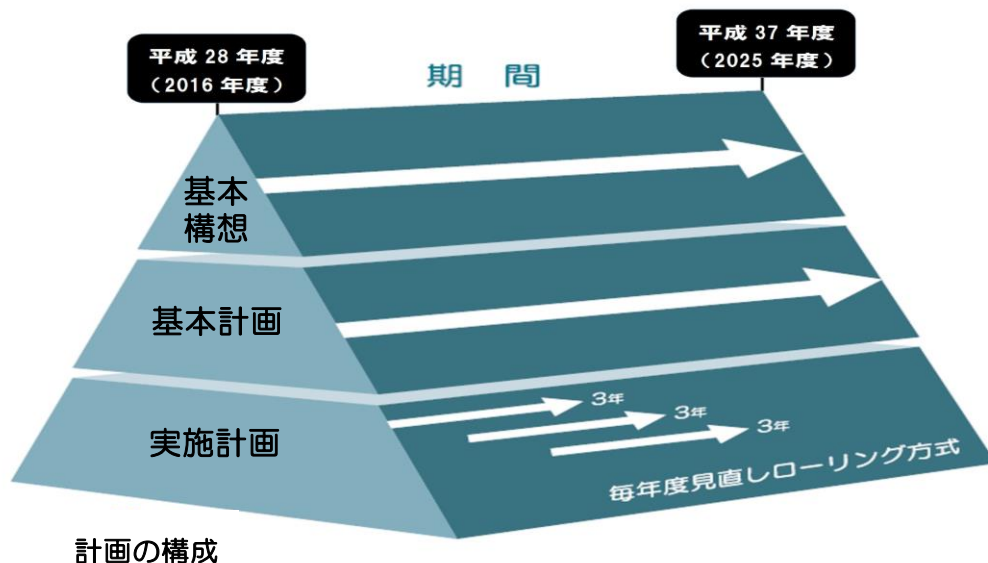 平成 28 年度
（2016 年度）
期 間
平成 37 年度
（2025 年度）
基本
構想
基本計画
実施計画
3年
3年
3年
毎年度見直しローリング方式
計画の構成